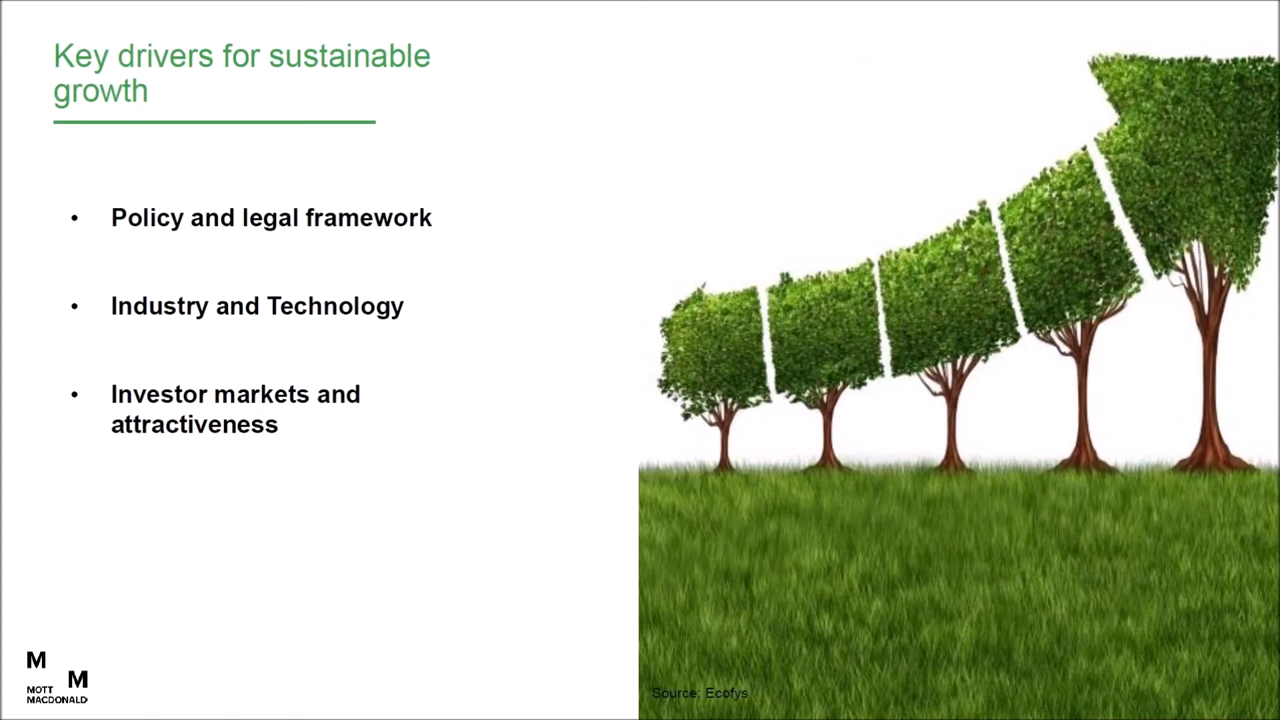 Key drivers for sustainable
growth
• Policy and legal framework
• Industry and Technology
• Investor markets and
attractiveness
M
M
MOTT
MACDONALD
Source: Ecofys